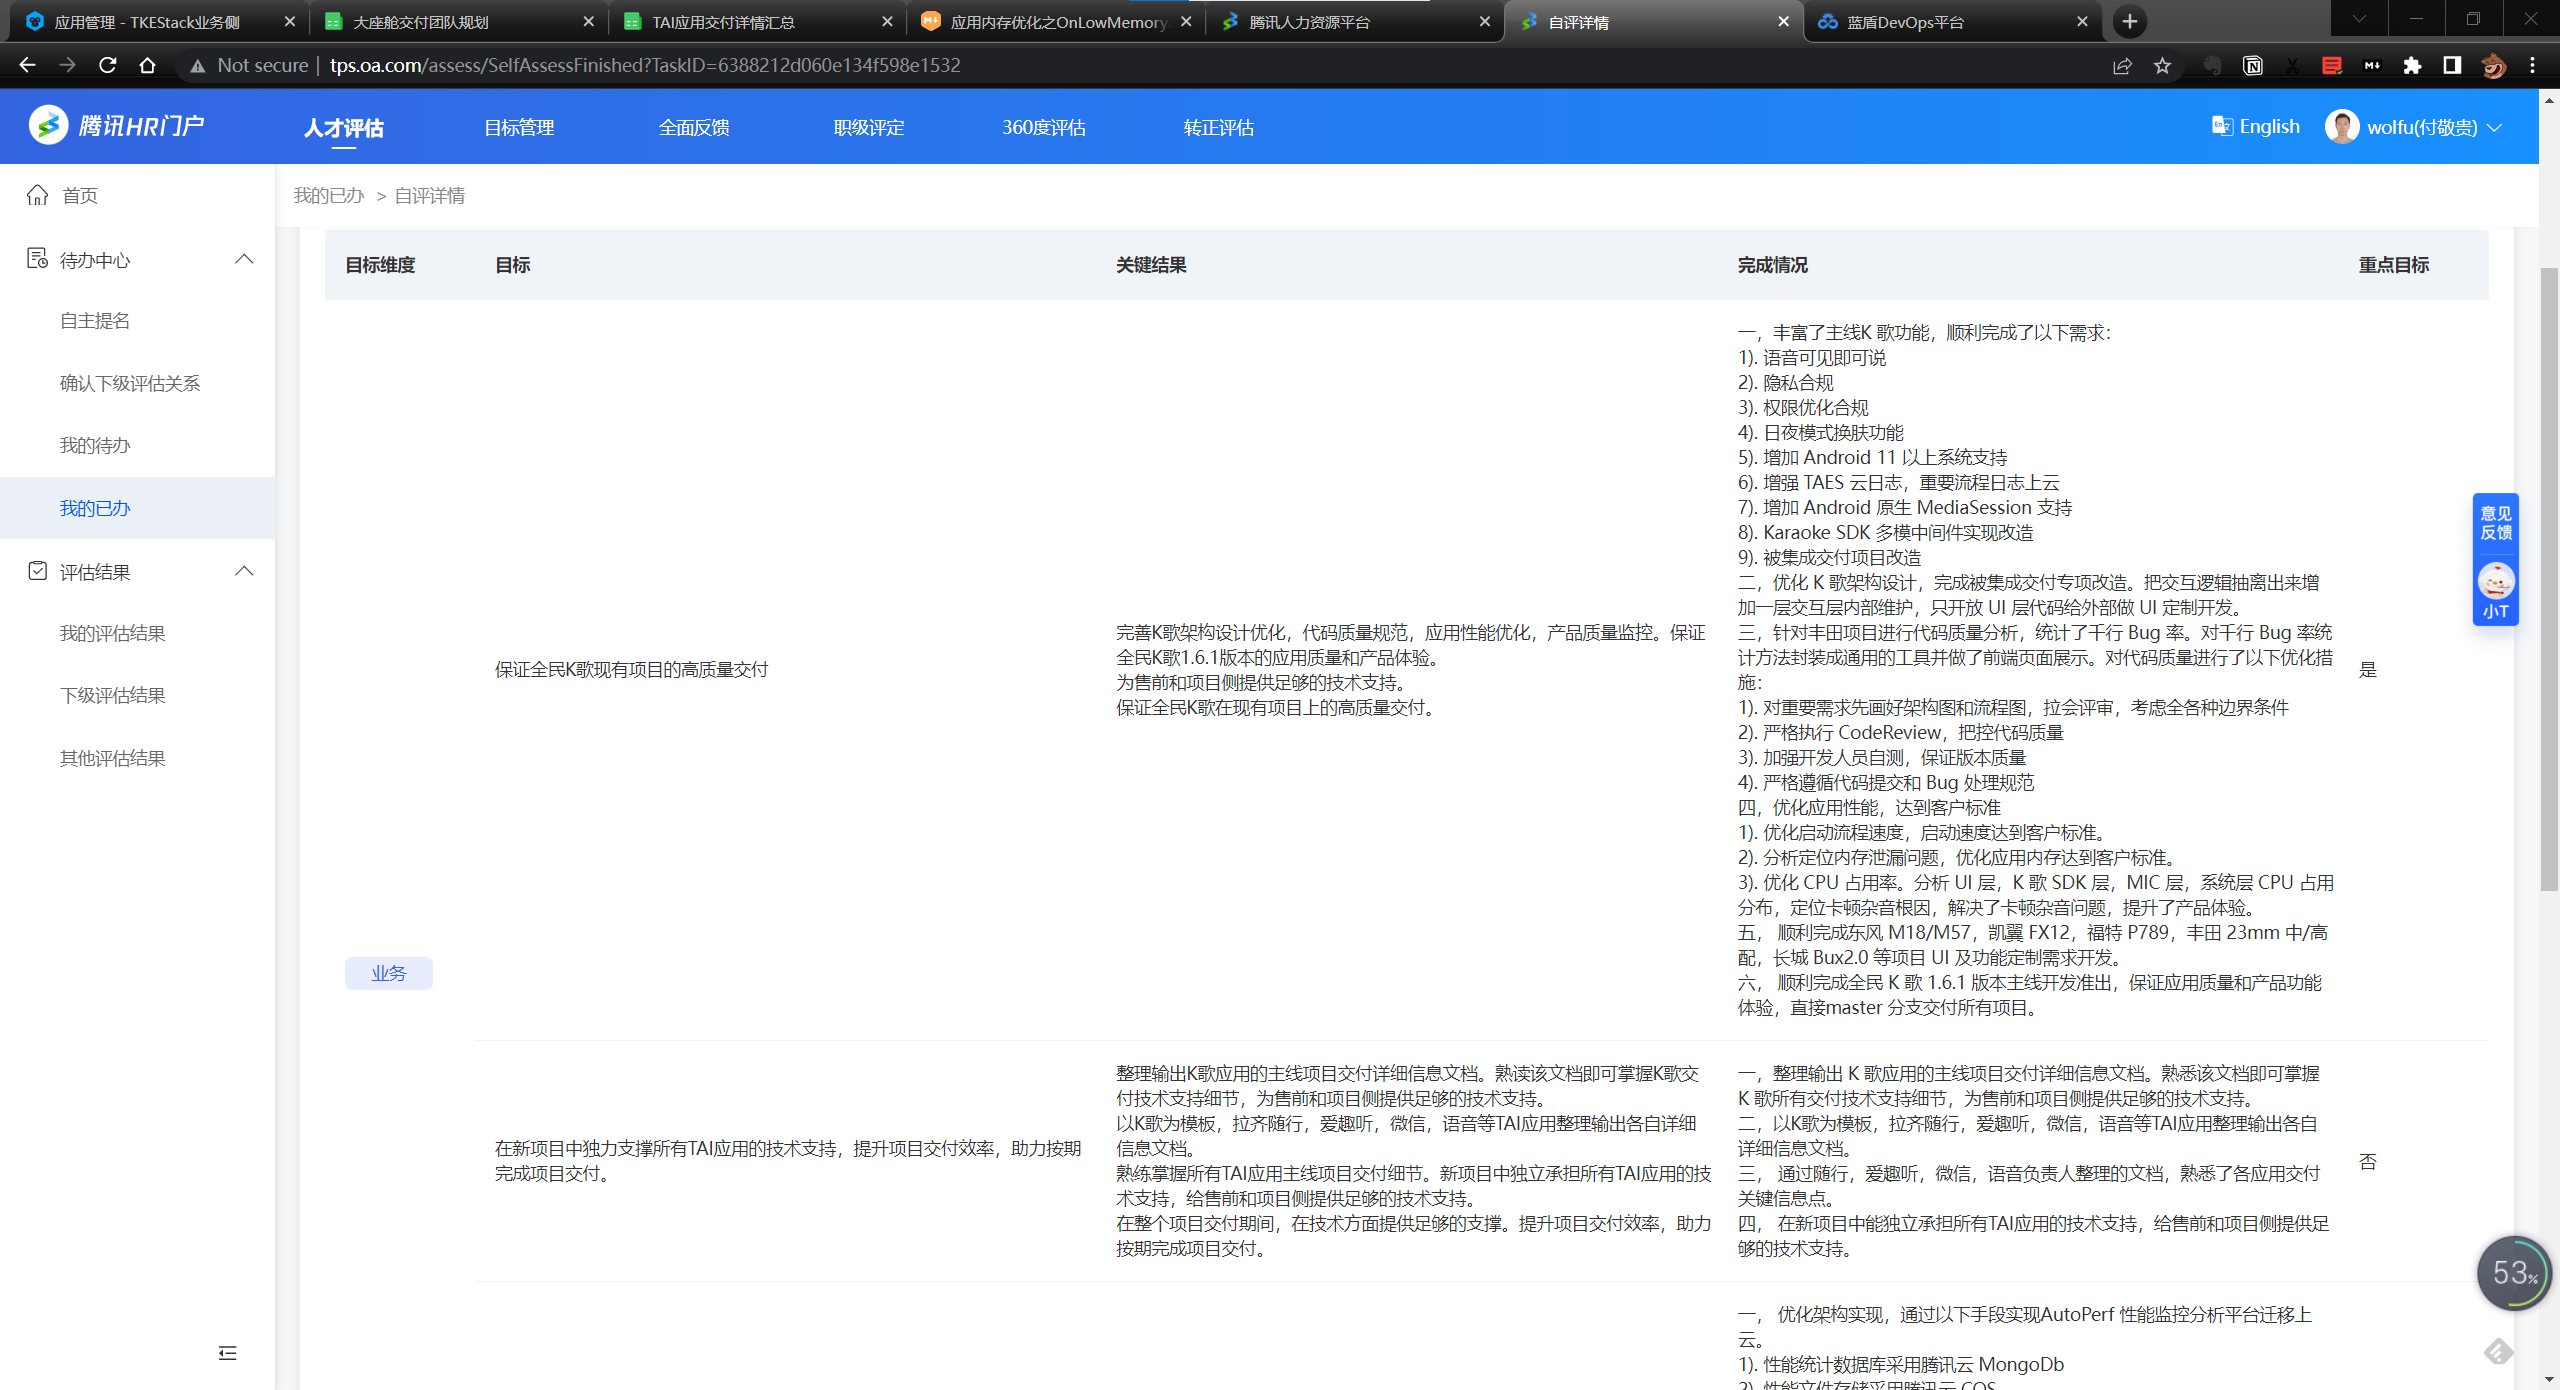 应用管理 - TKEStack业务侧
大座舱交付团队规划
TAI应用交付详情汇总
应用内存优化之OnLowMemory
腾讯人力资源平台
自评详情
蓝盾DevOps平台
Not secure | tps.oa.com/assess/SelfAssessFinished?TaskID=6388212d060e134f598e1532
腾讯HR门户
人才评估
目标管理
全面反馈
职级评定
360度评估
转正评估
English
wolfu(付敬贵)
首页
待办中心
自主提名
确认下级评估关系
我的待办
我的已办
评估结果
我的评估结果
下级评估结果
其他评估结果
我的已办 > 自评详情
目标维度
目标
关键结果
完成情况
重点目标
业务
保证全民K歌现有项目的高质量交付
完善K歌架构设计优化，代码质量规范，应用性能优化，产品质量监控。保证
全民K歌1.6.1版本的应用质量和产品体验。
为售前和项目侧提供足够的技术支持。
保证全民K歌在现有项目上的高质量交付。
一，丰富了主线K 歌功能，顺利完成了以下需求：
1). 语音可见即可说
2). 隐私合规
3). 权限优化合规
4). 日夜模式换肤功能
5). 增加 Android 11 以上系统支持
6). 增强 TAES 云日志，重要流程日志上云
7). 增加 Android 原生 MediaSession 支持
8). Karaoke SDK 多模中间件实现改造
9). 被集成交付项目改造
二，优化 K 歌架构设计，完成被集成交付专项改造。把交互逻辑抽离出来增
加一层交互层内部维护，只开放 UI 层代码给外部做 UI 定制开发。
三，针对丰田项目进行代码质量分析，统计了千行 Bug 率。对千行 Bug 率统
计方法封装成通用的工具并做了前端页面展示。对代码质量进行了以下优化措
施：
1). 对重要需求先画好架构图和流程图，拉会评审，考虑全各种边界条件
2). 严格执行 CodeReview，把控代码质量
3). 加强开发人员自测，保证版本质量
4). 严格遵循代码提交和 Bug 处理规范
四，优化应用性能，达到客户标准
1). 优化启动流程速度，启动速度达到客户标准。
2). 分析定位内存泄漏问题，优化应用内存达到客户标准。
3). 优化 CPU 占用率。分析 UI 层，K 歌 SDK 层，MIC 层，系统层 CPU 占用
分布，定位卡顿杂音根因，解决了卡顿杂音问题，提升了产品体验。
五， 顺利完成东风 M18/M57，凯翼 FX12，福特 P789，丰田 23mm 中/高
配，长城 Bux2.0 等项目 UI 及功能定制需求开发。
六， 顺利完成全民 K 歌 1.6.1 版本主线开发准出，保证应用质量和产品功能
体验，直接master 分支交付所有项目。
是
在新项目中独力支撑所有TAI应用的技术支持，提升项目交付效率，助力按期
完成项目交付。
整理输出K歌应用的主线项目交付详细信息文档。熟读该文档即可掌握K歌交
付技术支持细节，为售前和项目侧提供足够的技术支持。
以K歌为模板，拉齐随行，爱趣听，微信，语音等TAI应用整理输出各自详细
信息文档。
熟练掌握所有TAI应用主线项目交付细节。新项目中独立承担所有TAI应用的技
术支持，给售前和项目侧提供足够的技术支持。
在整个项目交付期间，在技术方面提供足够的支撑。提升项目交付效率，助力
按期完成项目交付。
一，整理输出 K 歌应用的主线项目交付详细信息文档。熟悉该文档即可掌握
K 歌所有交付技术支持细节，为售前和项目侧提供足够的技术支持。
二，以K歌为模板，拉齐随行，爱趣听，微信，语音等TAI应用整理输出各自
详细信息文档。
三， 通过随行，爱趣听，微信，语音负责人整理的文档，熟悉了各应用交付
关键信息点。
四， 在新项目中能独立承担所有TAI应用的技术支持，给售前和项目侧提供足
够的技术支持。
否
一， 优化架构实现，通过以下手段实现AutoPerf 性能监控分析平台迁移上
云。
1). 性能统计数据库采用腾讯云 MongoDb
2). 性能文件存储采用腾讯云 COS
意见
反馈
小T
53%